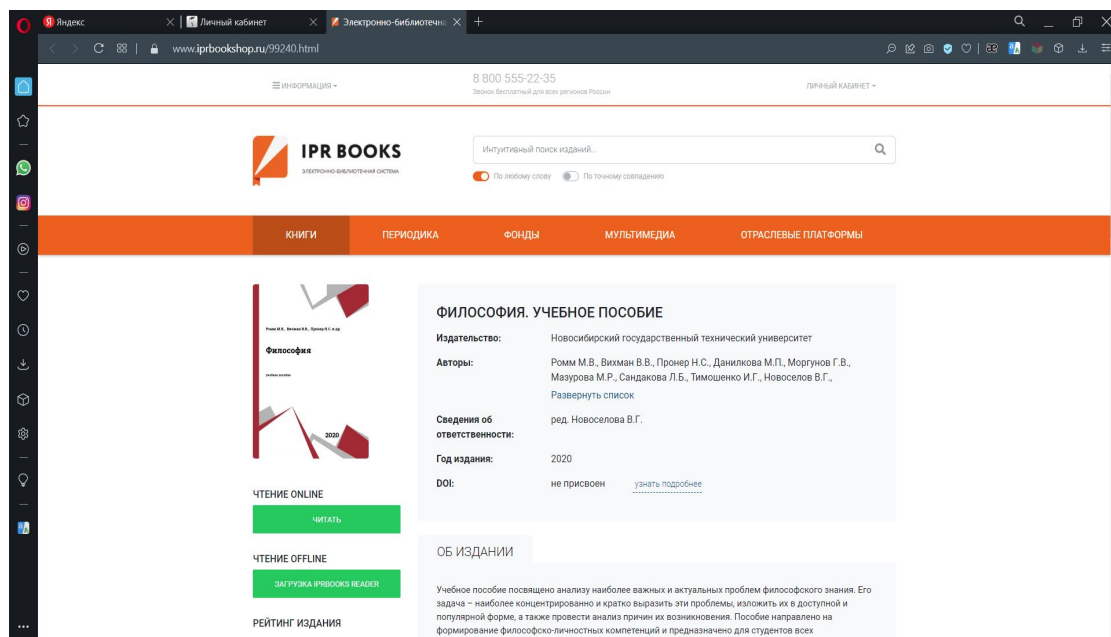 Яндекс
Личный кабинет
Электронно-библиотечна
www.iprbookshop.ru/99240.html
ИНФОРМАЦИЯ
8 800 555-22-35
Звонок бесплатный для всех регионов России
ЛИЧНЫЙ КАБИНЕТ
IPR BOOKS
ЭЛЕКТРОННО-БИБЛИОТЕЧНАЯ СИСТЕМА
Интуитивный поиск изданий...
По любому слову По точному совпадению
КНИГИ ПЕРИОДИКА ФОНДЫ МУЛЬТИМЕДИА ОТРАСЛЕВЫЕ ПЛАТФОРМЫ
Ромм М.В., Вихман В.В., Пронер Н.С. и др
Философия
учебное пособие
2020
ЧТЕНИЕ ONLINE
ЧИТАТЬ
ЧТЕНИЕ OFFLINE
ЗАГРУЗКА IPRBOOKS READER
РЕЙТИНГ ИЗДАНИЯ
ФИЛОСОФИЯ. УЧЕБНОЕ ПОСОБИЕ
Издательство: Новосибирский государственный технический университет
Авторы: Ромм М.В., Вихман В.В., Пронер Н.С., Данилкова М.П., Моргунов Г.В.,
Мазурова М.Р., Сандакова Л.Б., Тимошенко И.Г., Новоселов В.Г.,
Развернуть список
Сведения об ред. Новоселова В.Г.
ответственности:
Год издания: 2020
DOI: не присвоен узнать подробнее
ОБ ИЗДАНИИ
Учебное пособие посвящено анализу наиболее важных и актуальных проблем философского знания. Его
задача – наиболее концентрированно и кратко выразить эти проблемы, изложить их в доступной и
популярной форме, а также провести анализ причин их возникновения. Пособие направлено на
формирование философско-личностных компетенций и предназначено для студентов всех